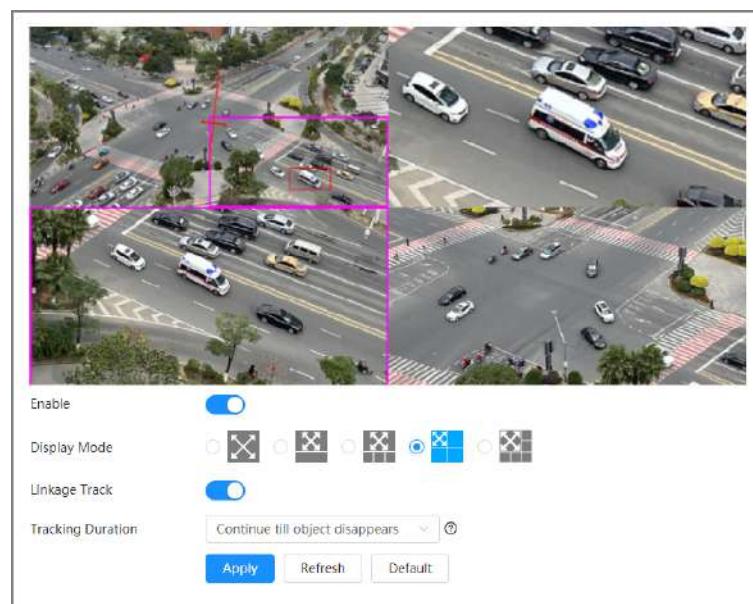 Enable
Display Mode
Linkage Track
Tracking Duration
Continue till object disappears
Apply
Refresh
Default